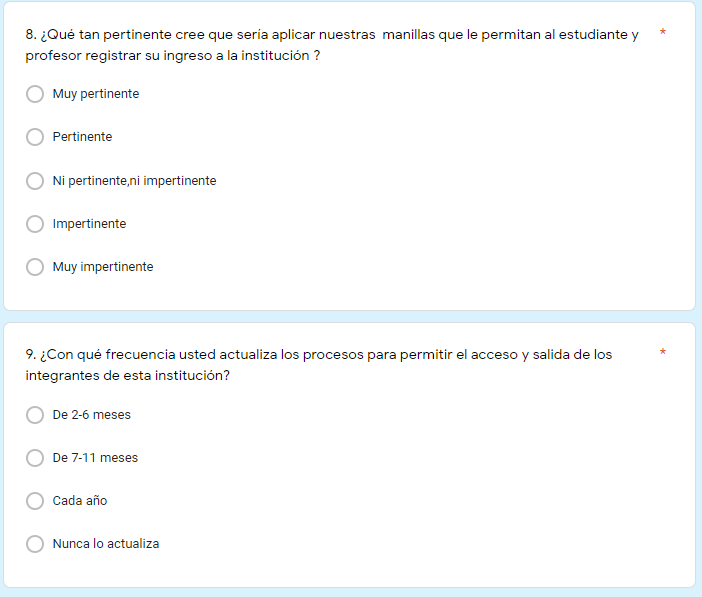 8. ¿Qué tan pertinente cree que sería aplicar nuestras  manillas que le permitan al estudiante y *
profesor registrar su ingreso a la institución ?
Muy pertinente
Pertinente
Ni pertinente,ni impertinente
Impertinente
Muy impertinente
9. ¿Con qué frecuencia usted actualiza los procesos para permitir el acceso y salida de los *
integrantes de esta institución?
De 2-6 meses
De 7-11 meses
Cada año
Nunca lo actualiza